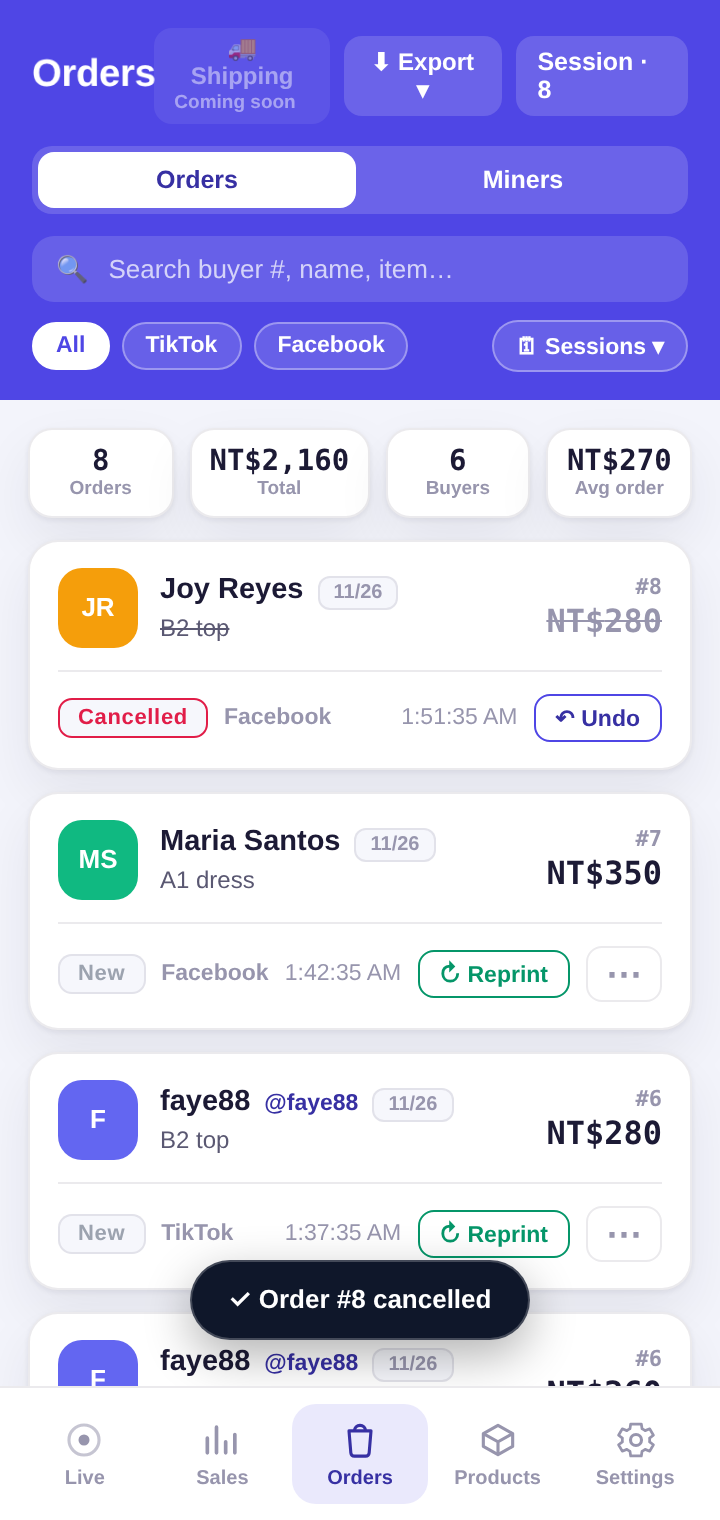 Orders
🚚
Shipping
Coming soon
⬇ Export
▼
Session ·
8
Orders
Miners
🔍 Search buyer #, name, item…
All
TikTok
Facebook
🗓 Sessions ▾
8
Orders
NT$2,160
Total
6
Buyers
NT$270
Avg order
JR
Joy Reyes 11/26
B2 top
#8
NT$280
Cancelled Facebook 1:51:35 AM ↶ Undo
MS
Maria Santos 11/26
A1 dress
#7
NT$350
New Facebook 1:42:35 AM ↻ Reprint ⋯
F
faye88 @faye88 11/26
B2 top
#6
NT$280
New TikTok 1:37:35 AM ↻ Reprint ⋯
✓ Order #8 cancelled
F
faye88 @faye88 11/26
#6
Live
Sales
Orders
Products
Settings